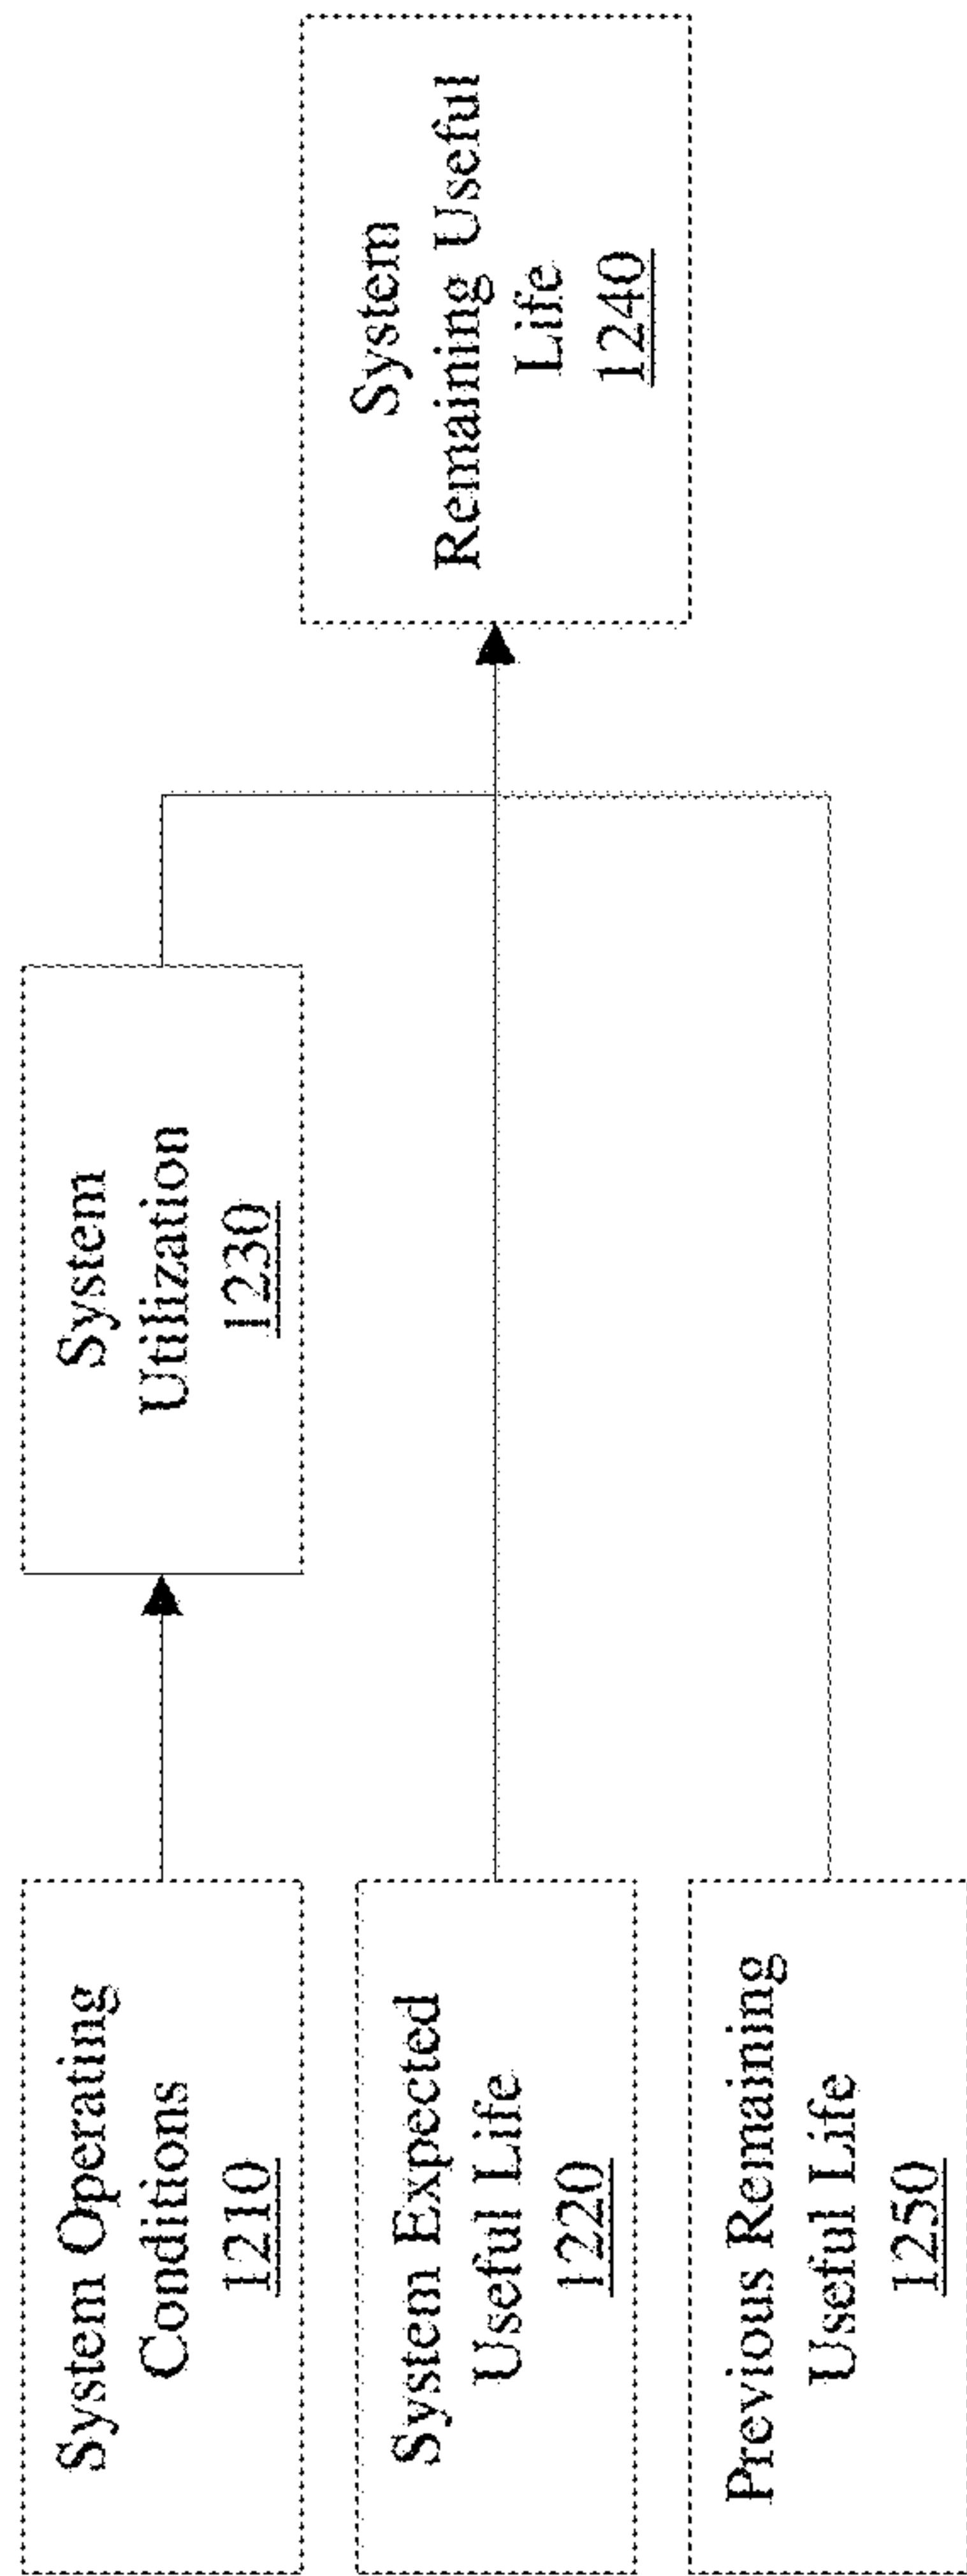 System Operating
Conditions
1210
System Expected
Useful Life
1220
Previous Remaining
Useful Life
1250
System
Utilization
1230
System
Remaining Useful
Life
1240